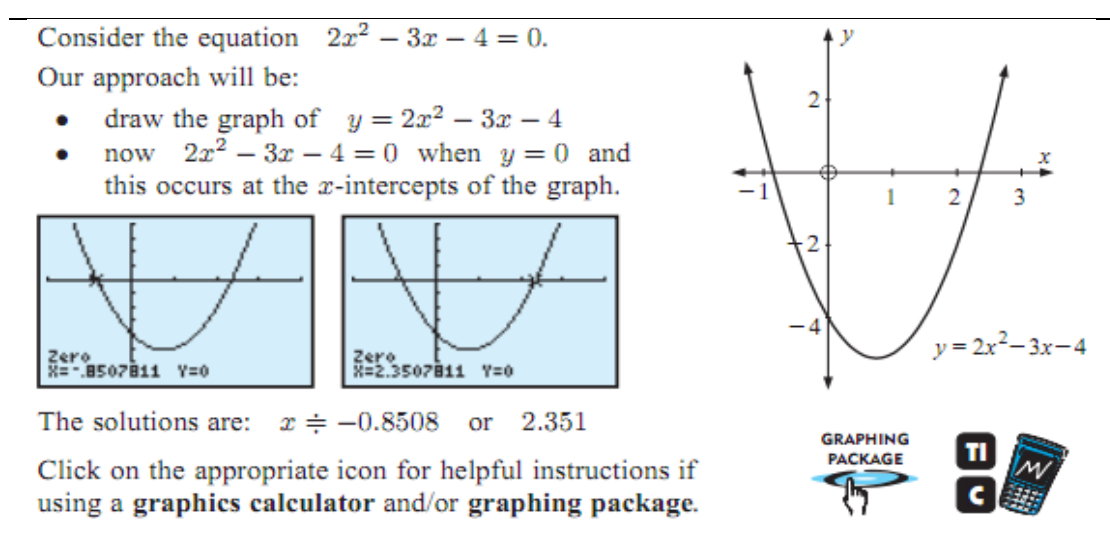 Consider the equation 2x² − 3x − 4 = 0.
Our approach will be:
• draw the graph of y = 2x² − 3x − 4
• now 2x² − 3x − 4 = 0 when y = 0 and
this occurs at the x-intercepts of the graph.
Zero
X=-.8507811 Y=0
Zero
X=2.3507811 Y=0
The solutions are: x ≑ −0.8508 or 2.351
Click on the appropriate icon for helpful instructions if
using a graphics calculator and/or graphing package.
y
2
x
−1 1 2 3
−2
−4
y = 2x²−3x−4
GRAPHING
PACKAGE
TI
C